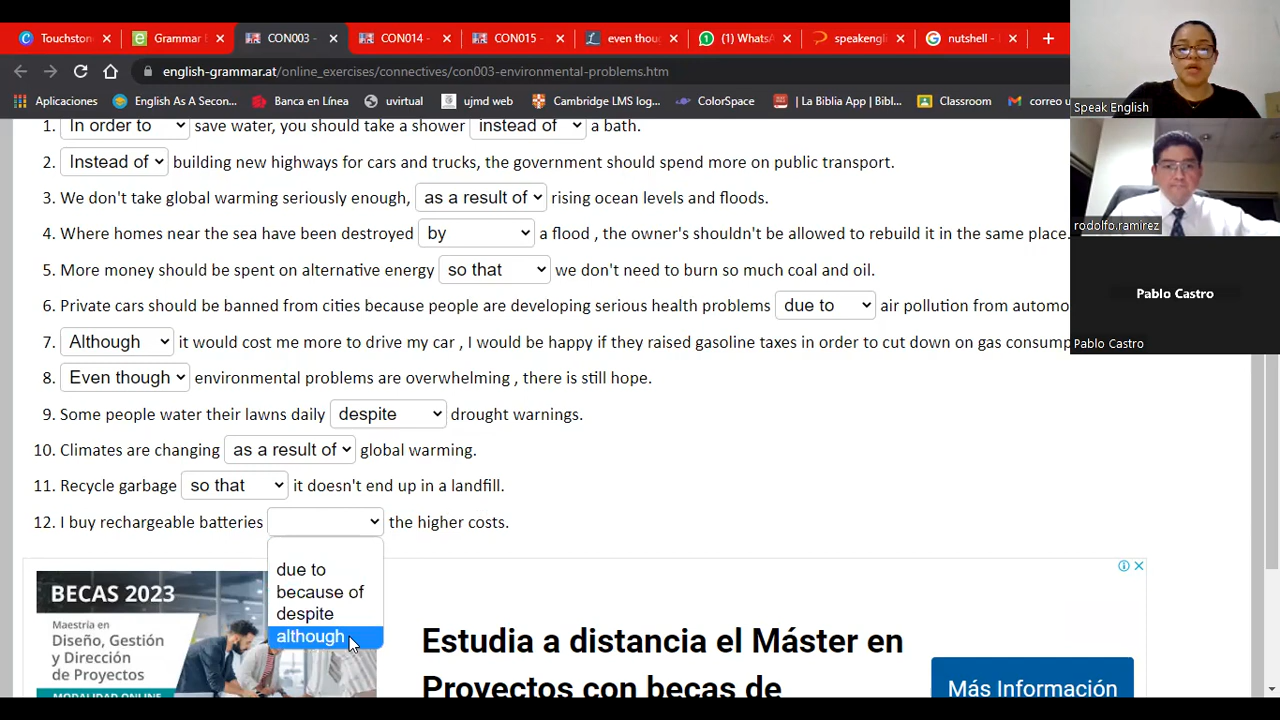 Touchstone
Grammar E
CON003 -
CON014 -
CON015 -
even thou
(1) Whats
speakengl
nutshell -
english-grammar.at/online_exercises/connectives/con003-environmental-problems.htm
Aplicaciones
English As A Secon...
Banca en Línea
uvirtual
ujmd web
Cambridge LMS log...
ColorSpace
| La Biblia App | Bibl...
Classroom
correo u
1. In order to save water, you should take a shower instead of a bath.
2. Instead of building new highways for cars and trucks, the government should spend more on public transport.
3. We don't take global warming seriously enough, as a result of rising ocean levels and floods.
4. Where homes near the sea have been destroyed by a flood , the owner's shouldn't be allowed to rebuild it in the same place.
5. More money should be spent on alternative energy so that we don't need to burn so much coal and oil.
6. Private cars should be banned from cities because people are developing serious health problems due to air pollution from automo
7. Although it would cost me more to drive my car , I would be happy if they raised gasoline taxes in order to cut down on gas consump
8. Even though environmental problems are overwhelming , there is still hope.
9. Some people water their lawns daily despite drought warnings.
10. Climates are changing as a result of global warming.
11. Recycle garbage so that it doesn't end up in a landfill.
12. I buy rechargeable batteries the higher costs.
due to
because of
despite
although
BECAS 2023
Maestría en
Diseño, Gestión
y Dirección
de Proyectos
MODALIDAD ONLINE
Estudia a distancia el Máster en
Proyectos con becas de
Más Información
Speak English
rodolfo.ramirez
Pablo Castro
Pablo Castro